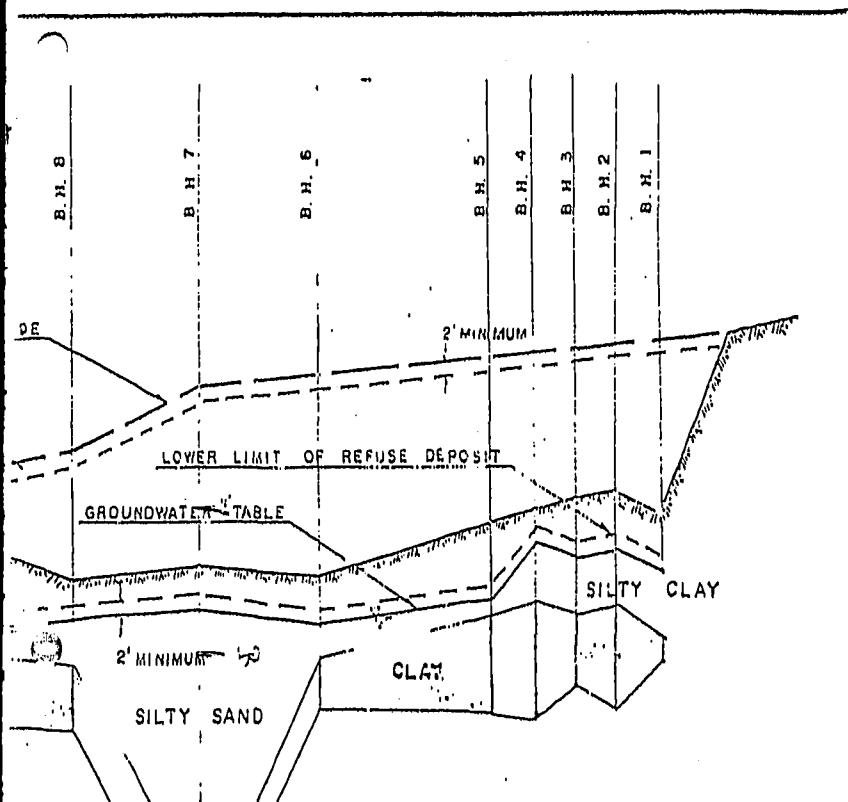 B. H. 8
B H 7
B. H. 6
B. H. 5
B. H. 4
B H 3
B. H. 2
B. H. 1
DE
2' MINIMUM
LOWER LIMIT OF REFUSE DEPOSIT
GROUNDWATER TABLE
SILTY CLAY
2' MINIMUM
CLAY
SILTY SAND